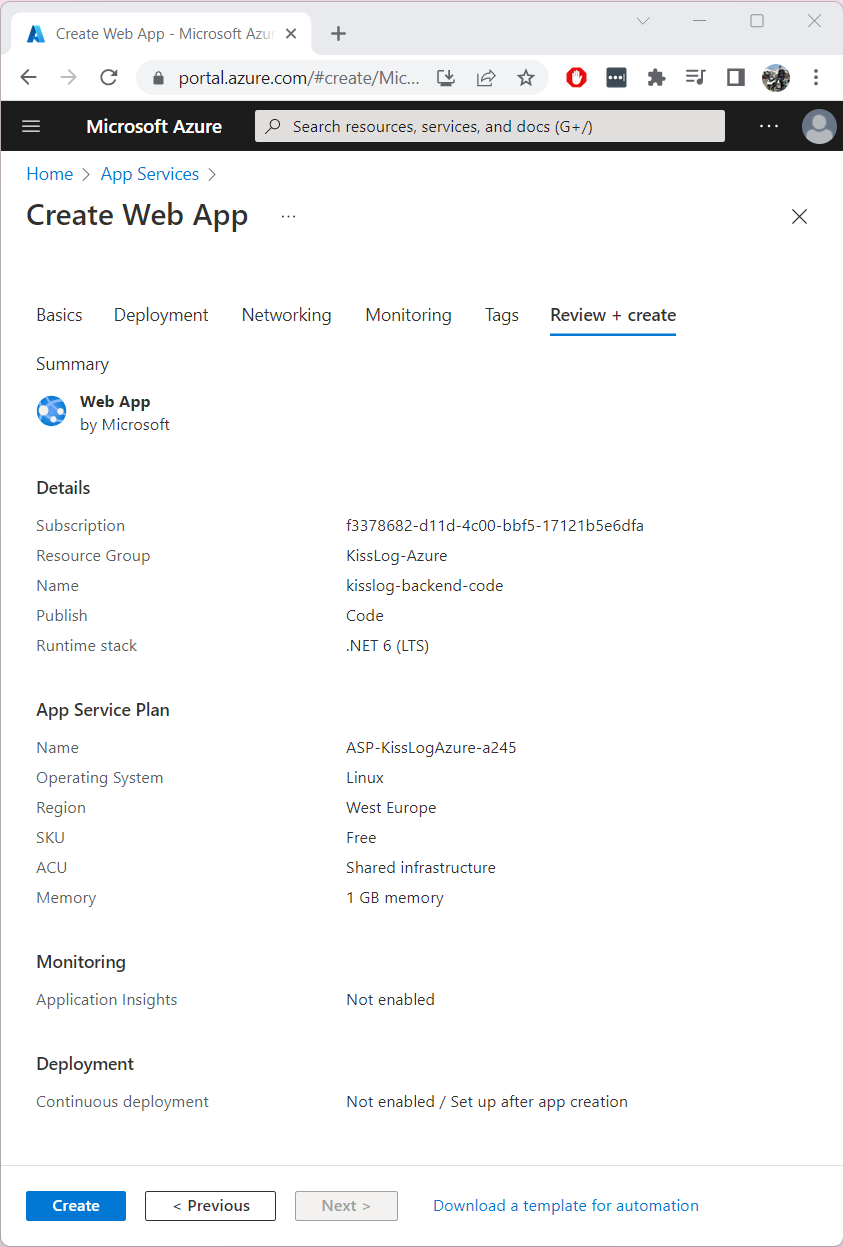 Create Web App - Microsoft Azu
portal.azure.com/#create/Mic...
Microsoft Azure
Search resources, services, and docs (G+/)
Home > App Services >
Create Web App ...
Basics Deployment Networking Monitoring Tags Review + create
Summary
Web App
by Microsoft
Details
Subscription f3378682-d11d-4c00-bbf5-17121b5e6dfa
Resource Group KissLog-Azure
Name kisslog-backend-code
Publish Code
Runtime stack .NET 6 (LTS)
App Service Plan
Name ASP-KissLogAzure-a245
Operating System Linux
Region West Europe
SKU Free
ACU Shared infrastructure
Memory 1 GB memory
Monitoring
Application Insights Not enabled
Deployment
Continuous deployment Not enabled / Set up after app creation
Create < Previous Next > Download a template for automation